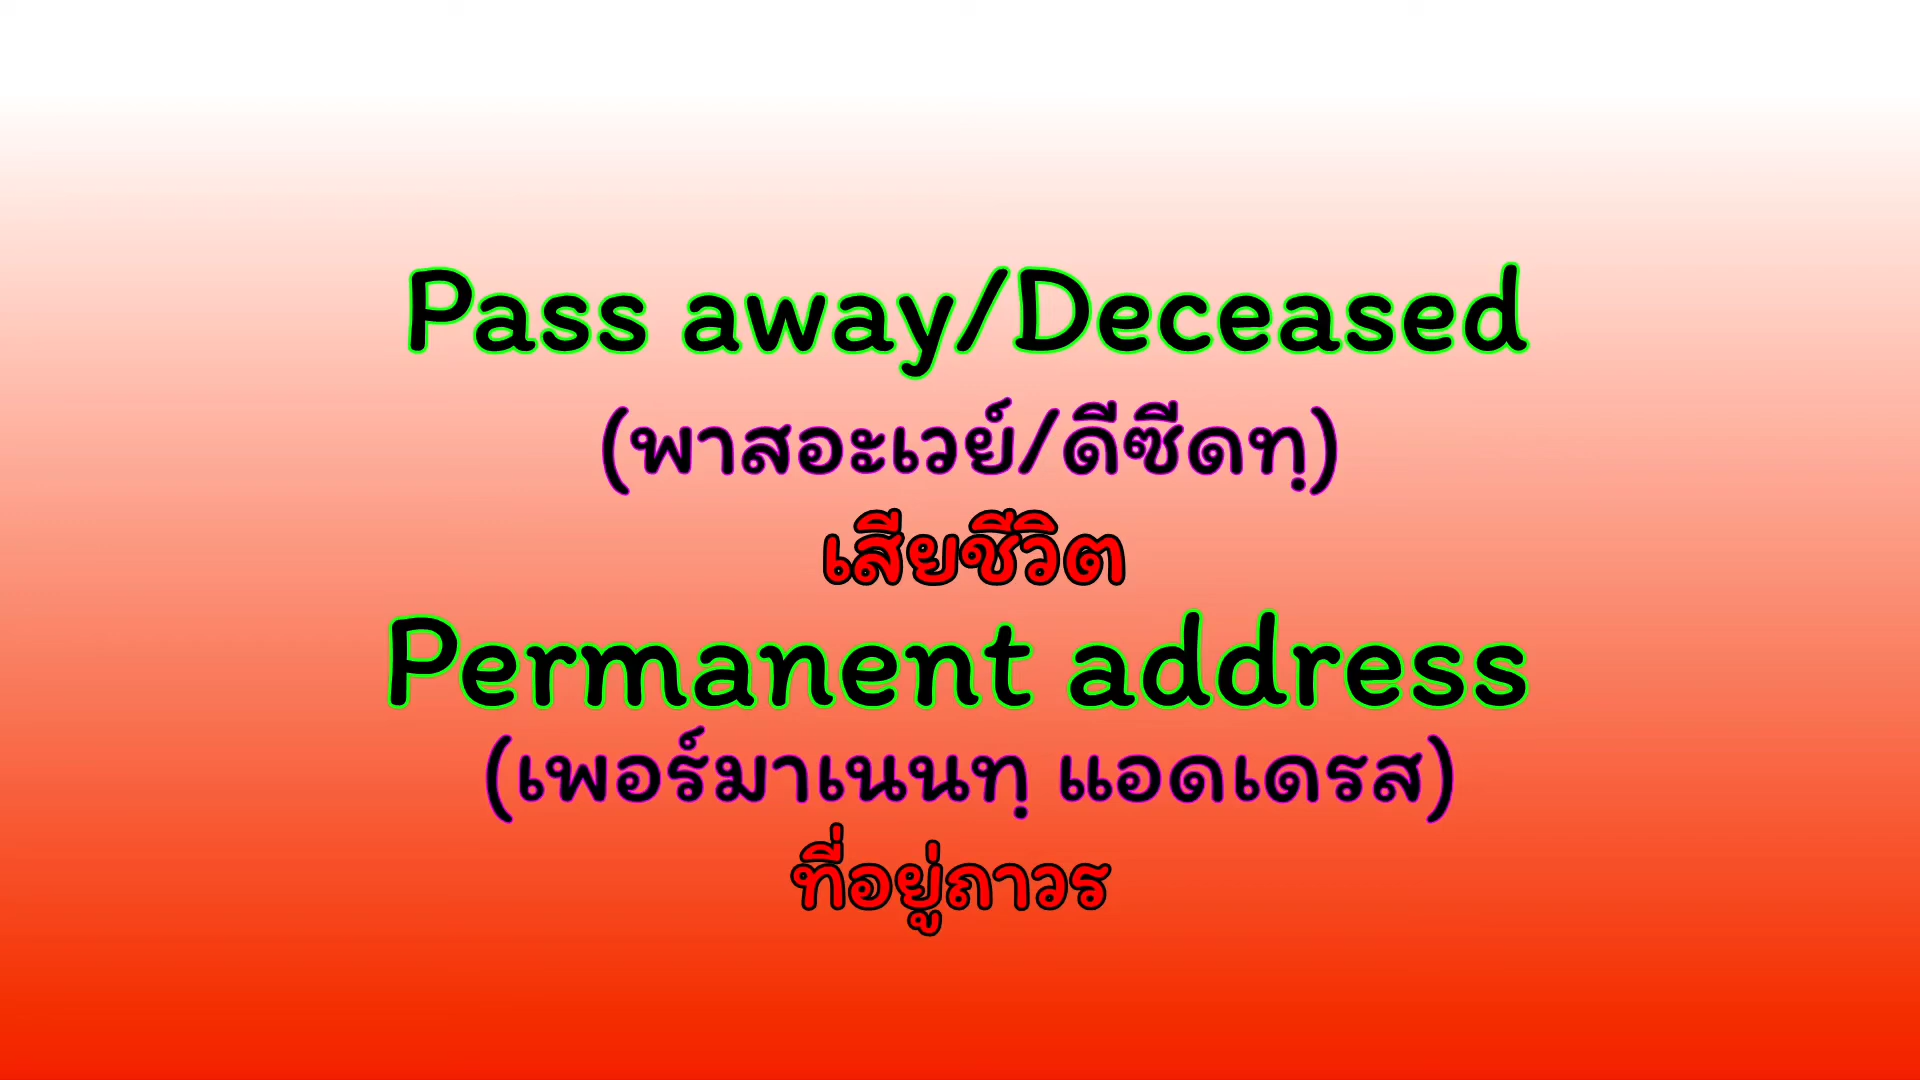 Pass away/Deceased
(พาสอะเวย์/ดีซีดทฺ)
เสียชีวิต
Permanent address
(เพอร์มาเนนทฺ แอดเดรส)
ที่อยู่ถาวร